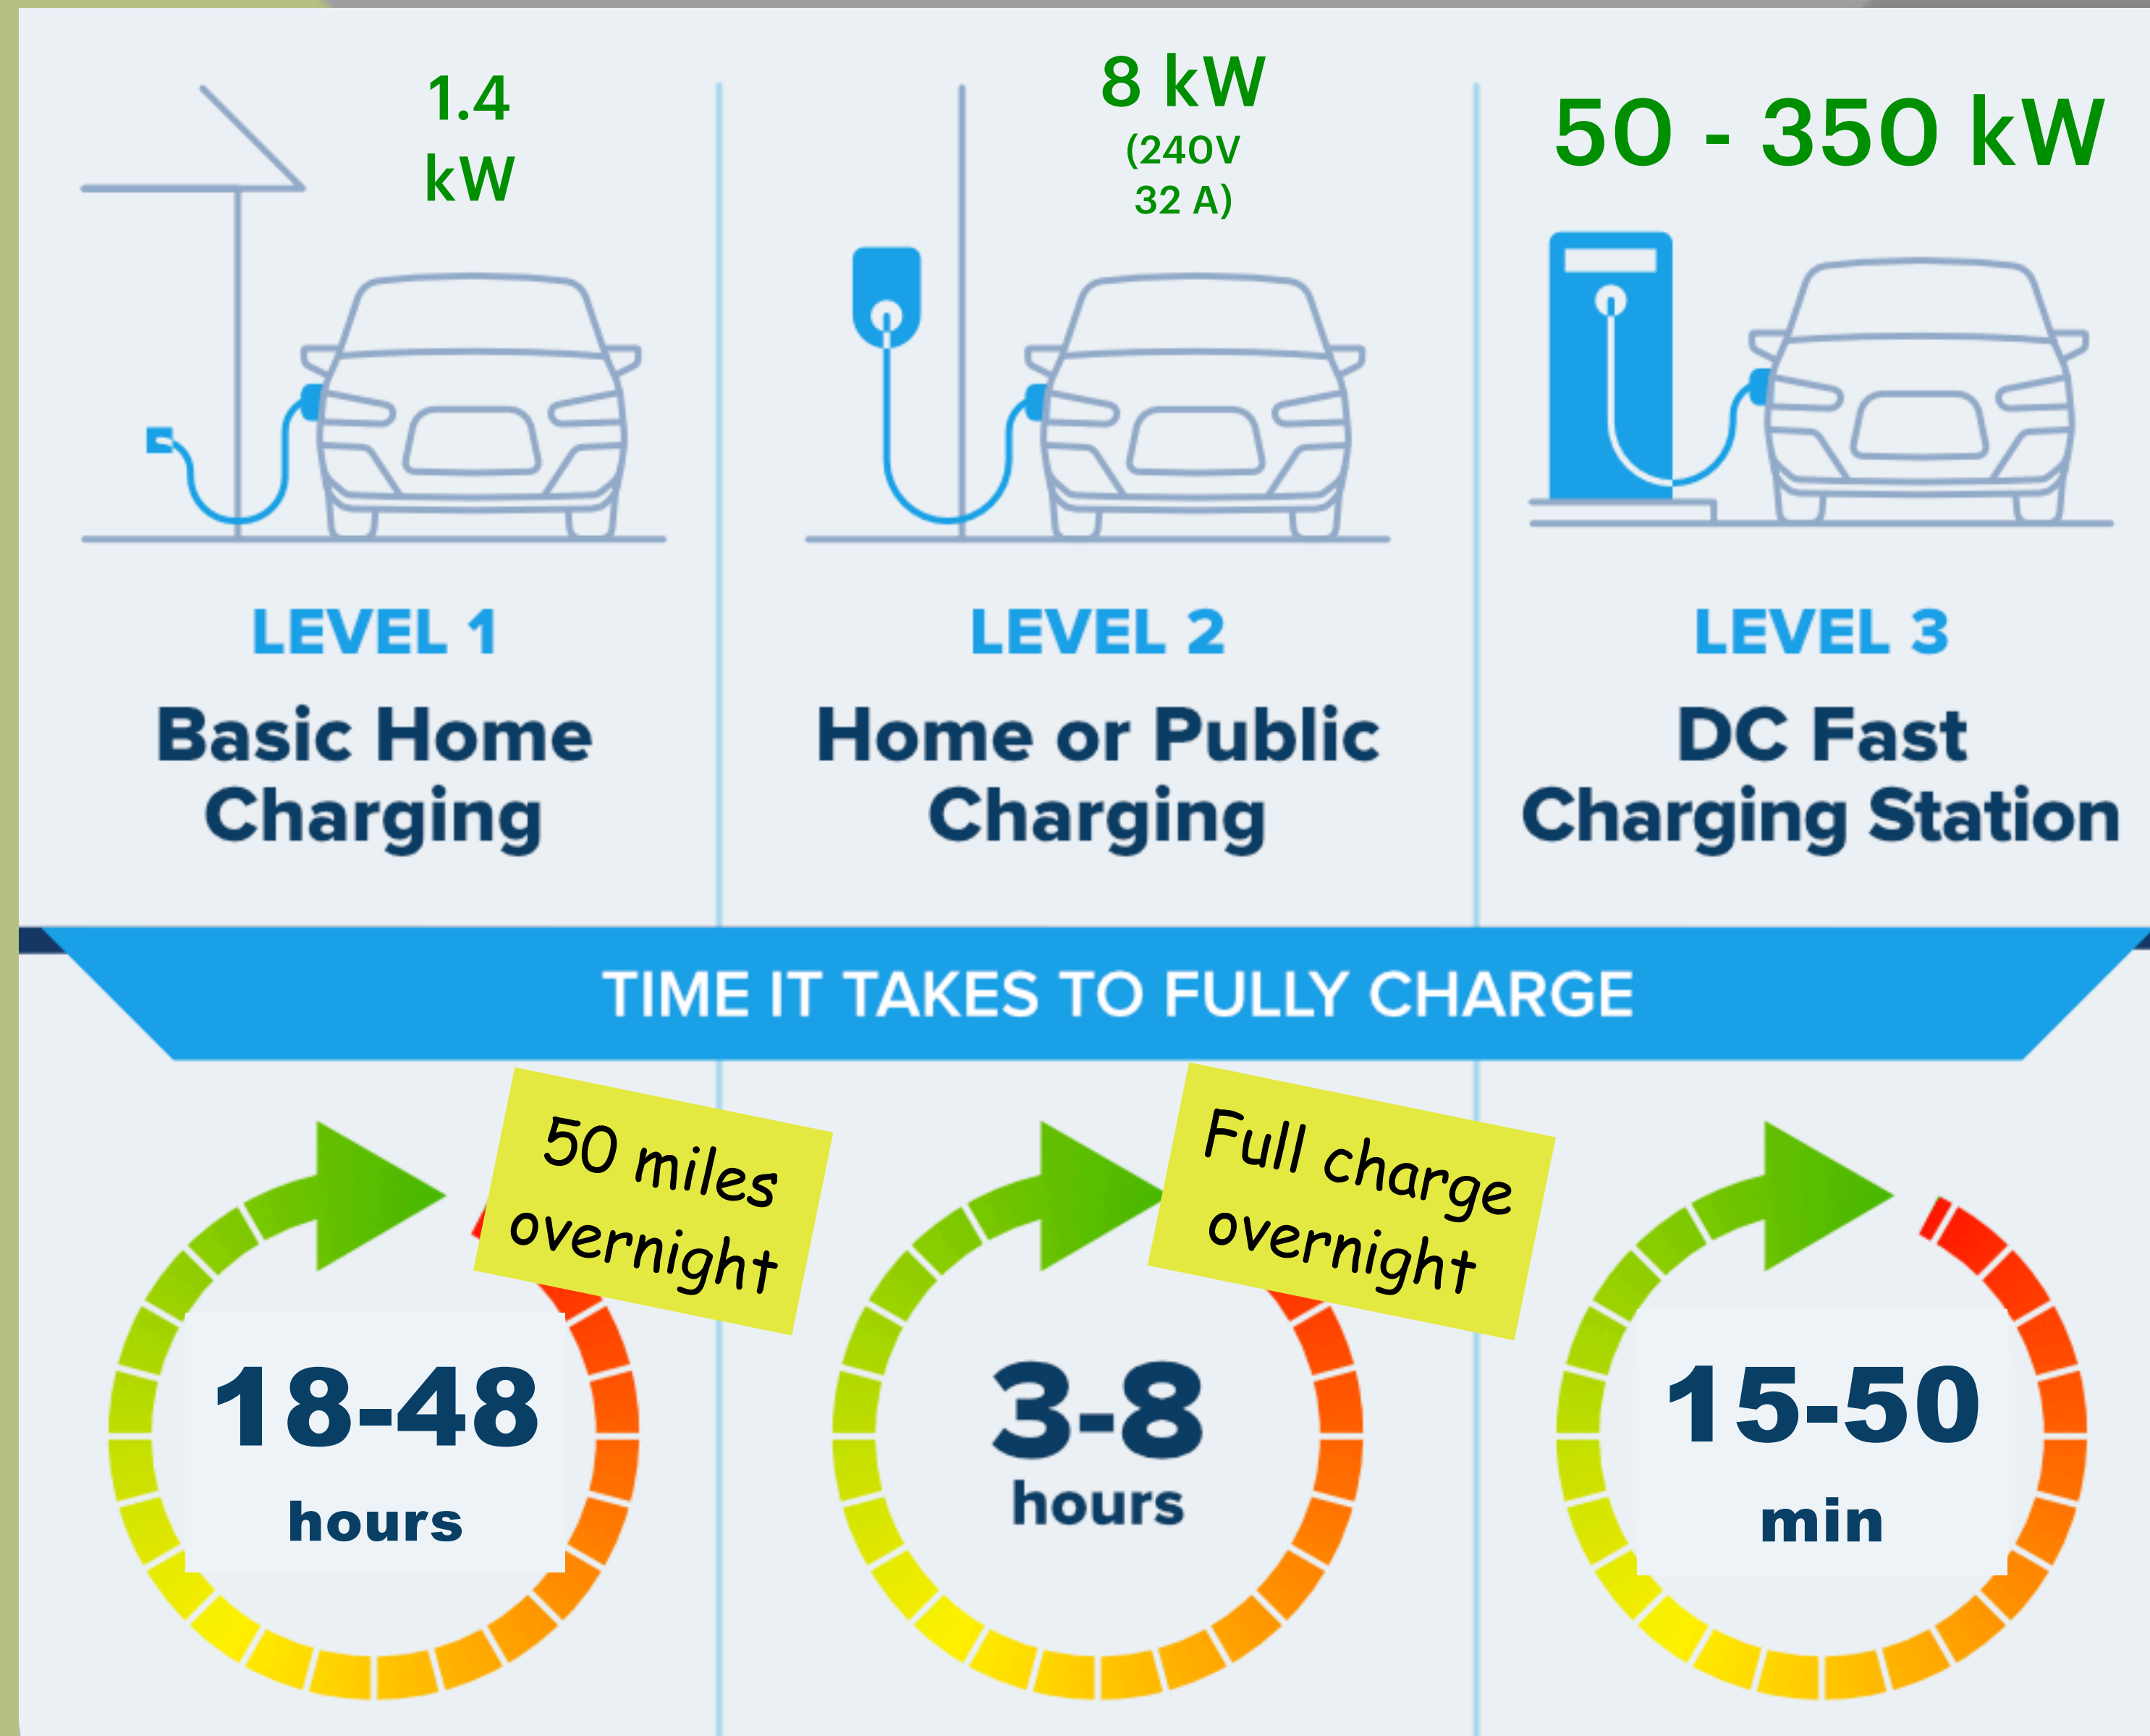 1.4
kW
8 kW
(240V
32 A)
50 - 350 kW
LEVEL 1
Basic Home
Charging
LEVEL 2
Home or Public
Charging
LEVEL 3
DC Fast
Charging Station
TIME IT TAKES TO FULLY CHARGE
50 miles
overnight
18-48
hours
Full charge
overnight
3-8
hours
15-50
min